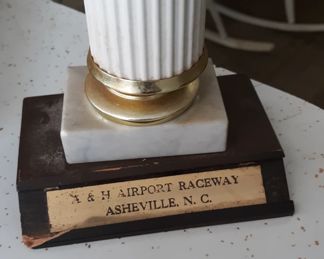 A & H AIRPORT RACEWAY
ASHEVILLE, N. C.